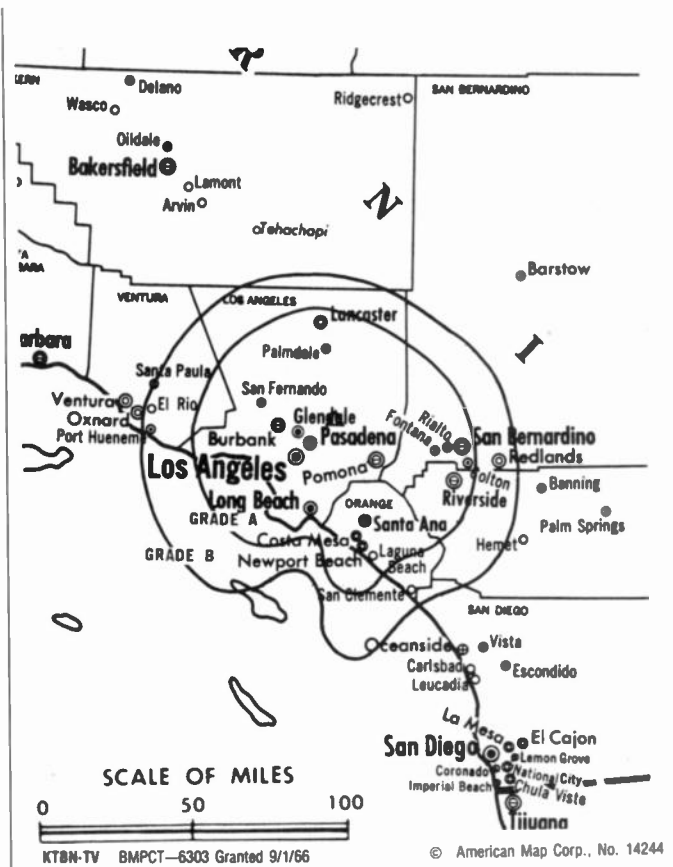 Delano
Wasco
Ridgecrest
SAN BERNARDINO
Oildale
Bakersfield
Lamont
Arvin
N
Tehachapi
Barstow
VENTURA
LOS ANGELES
Lancaster
I
arbara
Palmdale
Santa Paula
San Fernando
Ventura
El Rio
Oxnard
Glendale
Port Hueneme
Burbank
Pasadena
Fontana
Rialto
San Bernardino
Los Angeles
Pomona
Redlands
Colton
Riverside
Banning
Long Beach
ORANGE
GRADE A
Santa Ana
Palm Springs
Costa Mesa
GRADE B
Newport Beach
Laguna
Beach
Hemet
San Clemente
SAN DIEGO
Oceanside
Vista
Carlsbad
Escondido
Leucadia
La Mesa
El Cajon
San Diego
Lemon Grove
Coronado
National City
Imperial Beach
Chula Vista
Tijuana
SCALE OF MILES
0 50 100
KTBN-TV BMPCT—6303 Granted 9/1/66
© American Map Corp., No. 14244